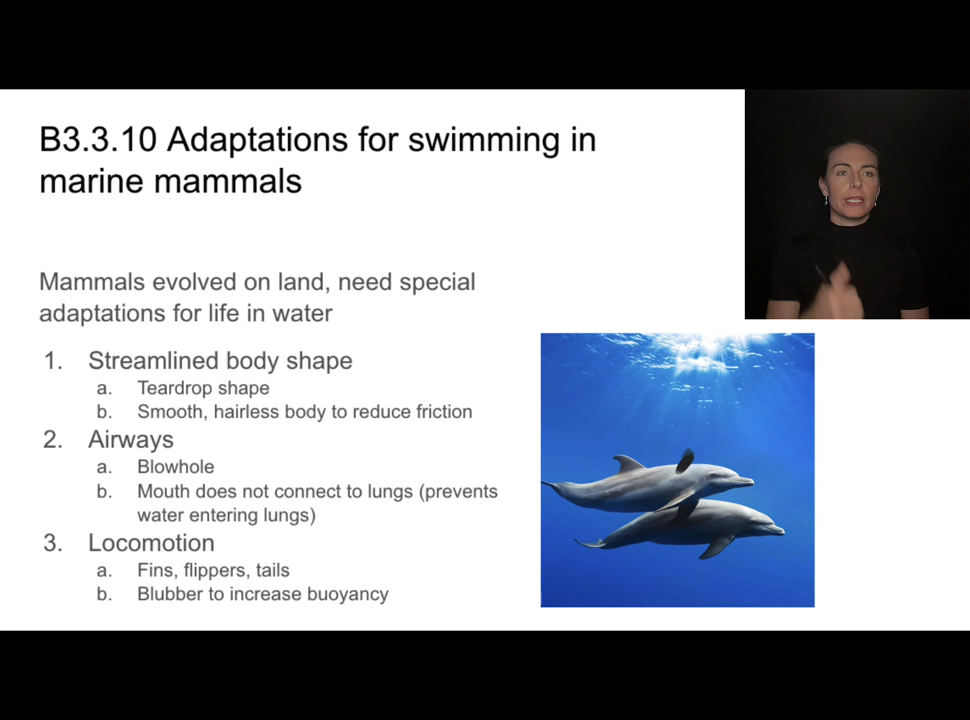 B3.3.10 Adaptations for swimming in
marine mammals
Mammals evolved on land, need special
adaptations for life in water
1. Streamlined body shape
a. Teardrop shape
b. Smooth, hairless body to reduce friction
2. Airways
a. Blowhole
b. Mouth does not connect to lungs (prevents
water entering lungs)
3. Locomotion
a. Fins, flippers, tails
b. Blubber to increase buoyancy